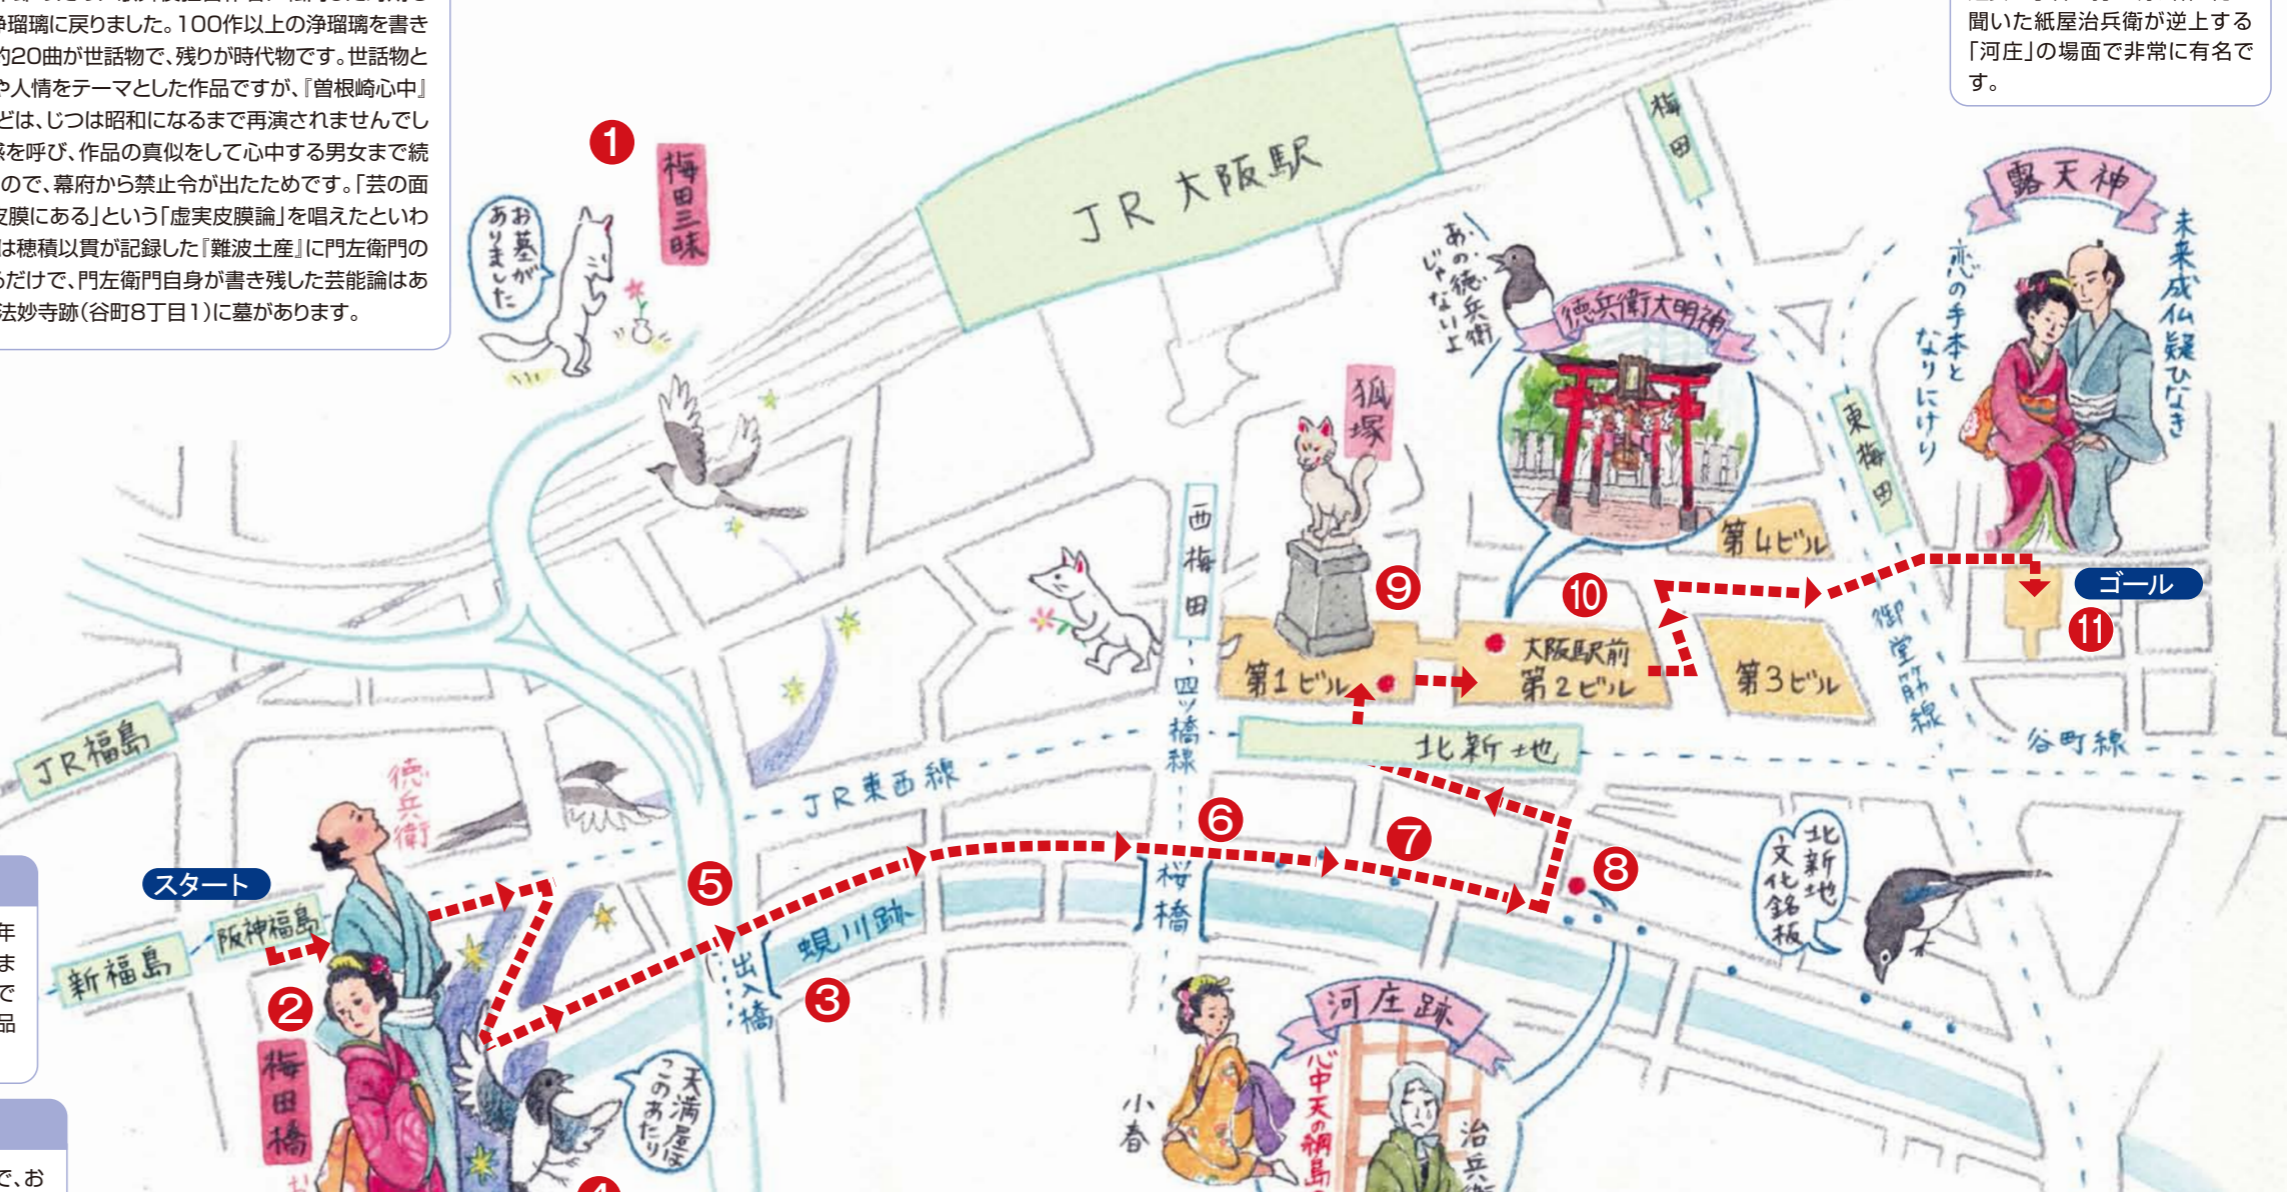 浄瑠璃に戻りました。100作以上の浄瑠璃を書き
約20曲が世話物で、残りが時代物です。世話物と
や人情をテーマとした作品ですが、『曽根崎心中』
どは、じつは昭和になるまで再演されませんでし
感を呼び、作品の真似をして心中する男女まで続
ので、幕府から禁止令が出たためです。「芸の面
皮膜にある」という「虚実皮膜論」を唱えたといわ
は穂積以貫が記録した『難波土産』に門左衛門の
るだけで、門左衛門自身が書き残した芸能論はあ
法妙寺跡(谷町8丁目1)に墓があります。
聞いた紙屋治兵衛が逆上する
「河庄」の場面で非常に有名で
す。
❶
梅田三昧
お墓が
ありました
JR大阪駅
梅田
あの徳兵衛
じゃないよ
徳兵衛大明神
露天神
未来成仏疑ひなき
恋の手本と
なりにけり
狐塚
東梅田
西梅田
第4ビル
❾
❿
ゴール
⓫
第1ビル
大阪駅前
第2ビル
第3ビル
御堂筋線
谷町線
四ツ橋線
北新地
JR福島
JR東西線
徳兵衛
スタート
阪神福島
新福島
❷
梅田橋
❺
❻
❼
❽
桜橋
蜆川跡
出入橋
❸
北新地
文化銘板
天満屋は
このあたり
❹
河庄跡
心中天の網島
小春
治兵衛
年
ま
で
品
で、お